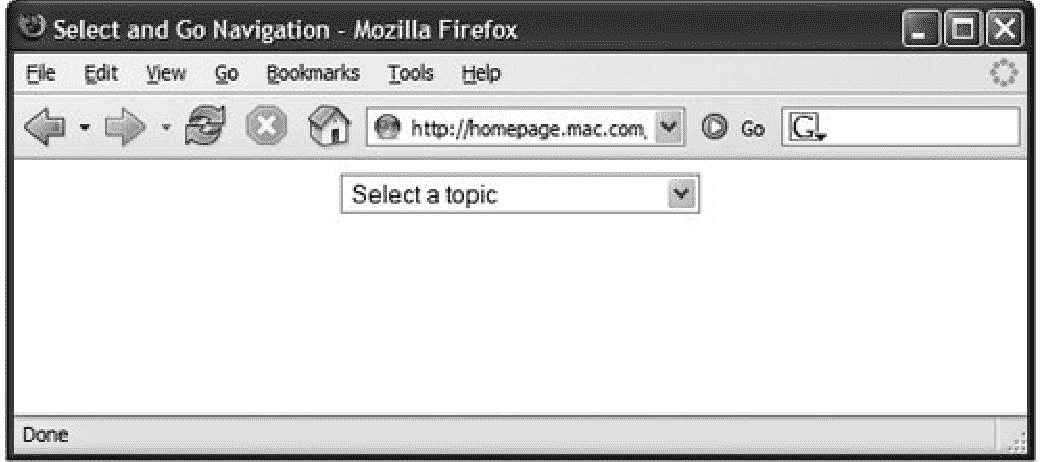 Select and Go Navigation - Mozilla Firefox
File Edit View Go Bookmarks Tools Help
http://homepage.mac.com, Go G
Select a topic
Done